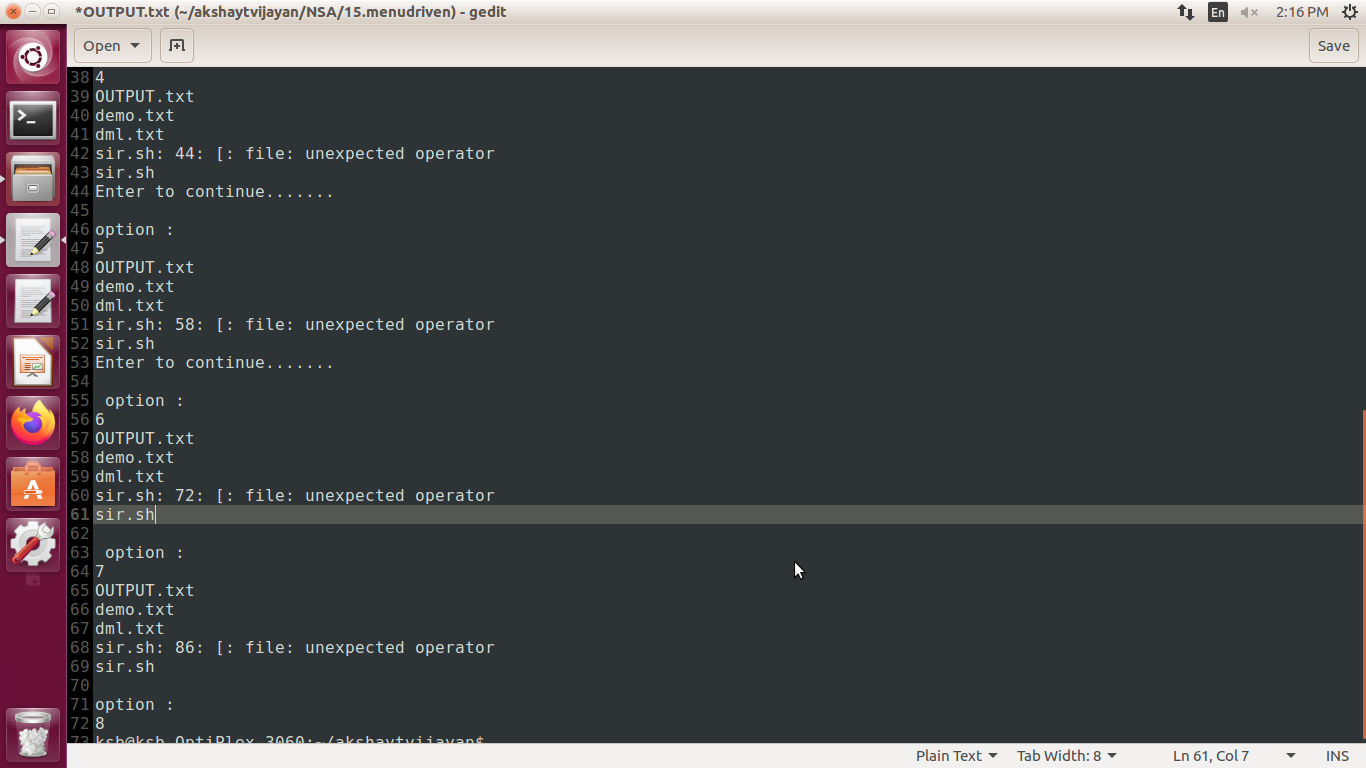 *OUTPUT.txt (~/akshaytvijayan/NSA/15.menudriven) - gedit
En
2:16 PM
Open
Save
38 4
39 OUTPUT.txt
40 demo.txt
41 dml.txt
42 sir.sh: 44: [: file: unexpected operator
43 sir.sh
44 Enter to continue.......
45
46 option :
47 5
48 OUTPUT.txt
49 demo.txt
50 dml.txt
51 sir.sh: 58: [: file: unexpected operator
52 sir.sh
53 Enter to continue.......
54
55  option :
56 6
57 OUTPUT.txt
58 demo.txt
59 dml.txt
60 sir.sh: 72: [: file: unexpected operator
61 sir.sh
62
63  option :
64 7
65 OUTPUT.txt
66 demo.txt
67 dml.txt
68 sir.sh: 86: [: file: unexpected operator
69 sir.sh
70
71 option :
72 8
73 ksb@ksb-OptiPlex-3060:~/akshaytvijayan$
Plain Text
Tab Width: 8
Ln 61, Col 7
INS